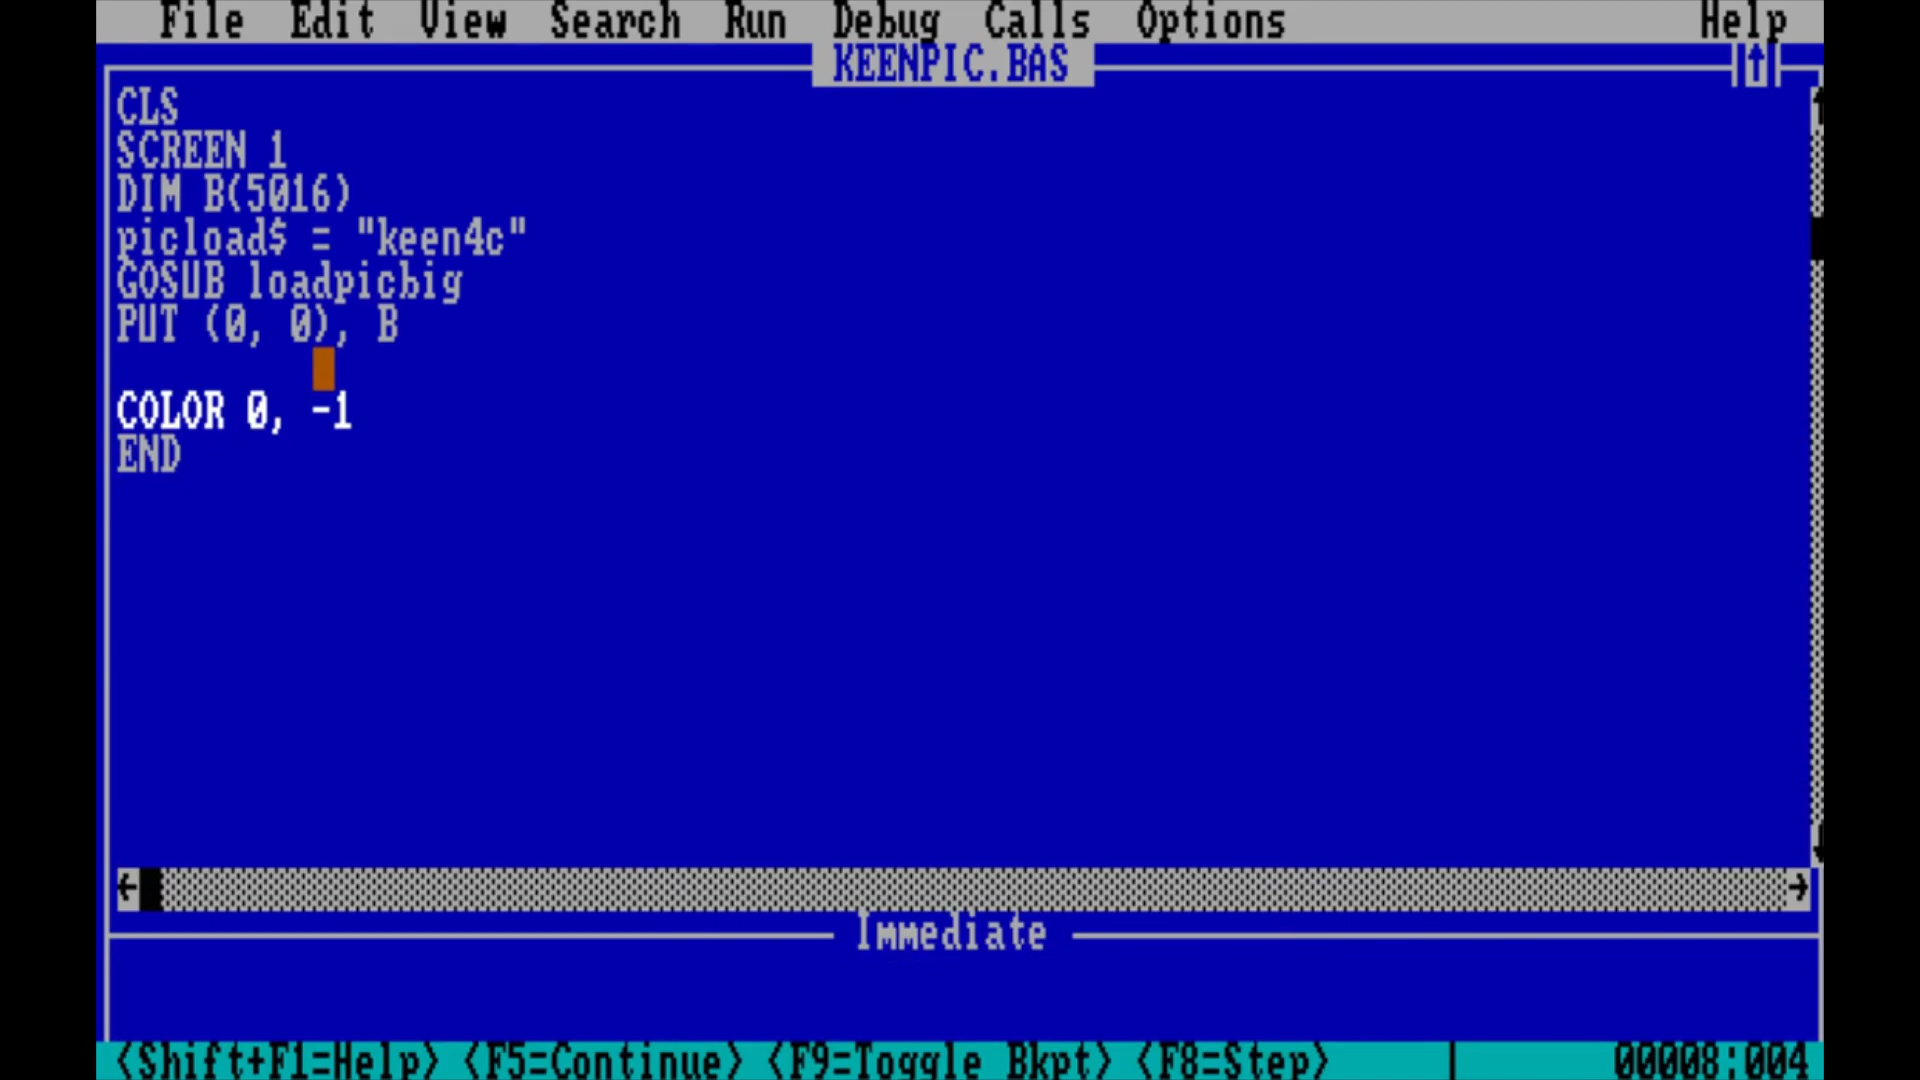 File Edit View Search Run Debug Calls Options Help
KEENPIC.BAS
CLS
SCREEN 1
DIM B(5016)
picload$ = "keen4c"
GOSUB loadpicbig
PUT (0, 0), B
COLOR 0, -1
END
Immediate
<Shift+F1=Help> <F5=Continue> <F9=Toggle Bkpt> <F8=Step> 00008:004